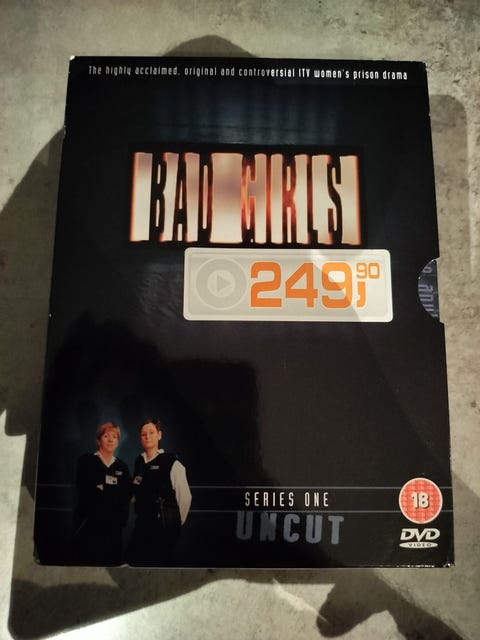 The highly acclaimed, original and controversial ITV women's prison drama
BAD GIRLS
249,90
SERIES ONE
UNCUT
18
DVD
VIDEO